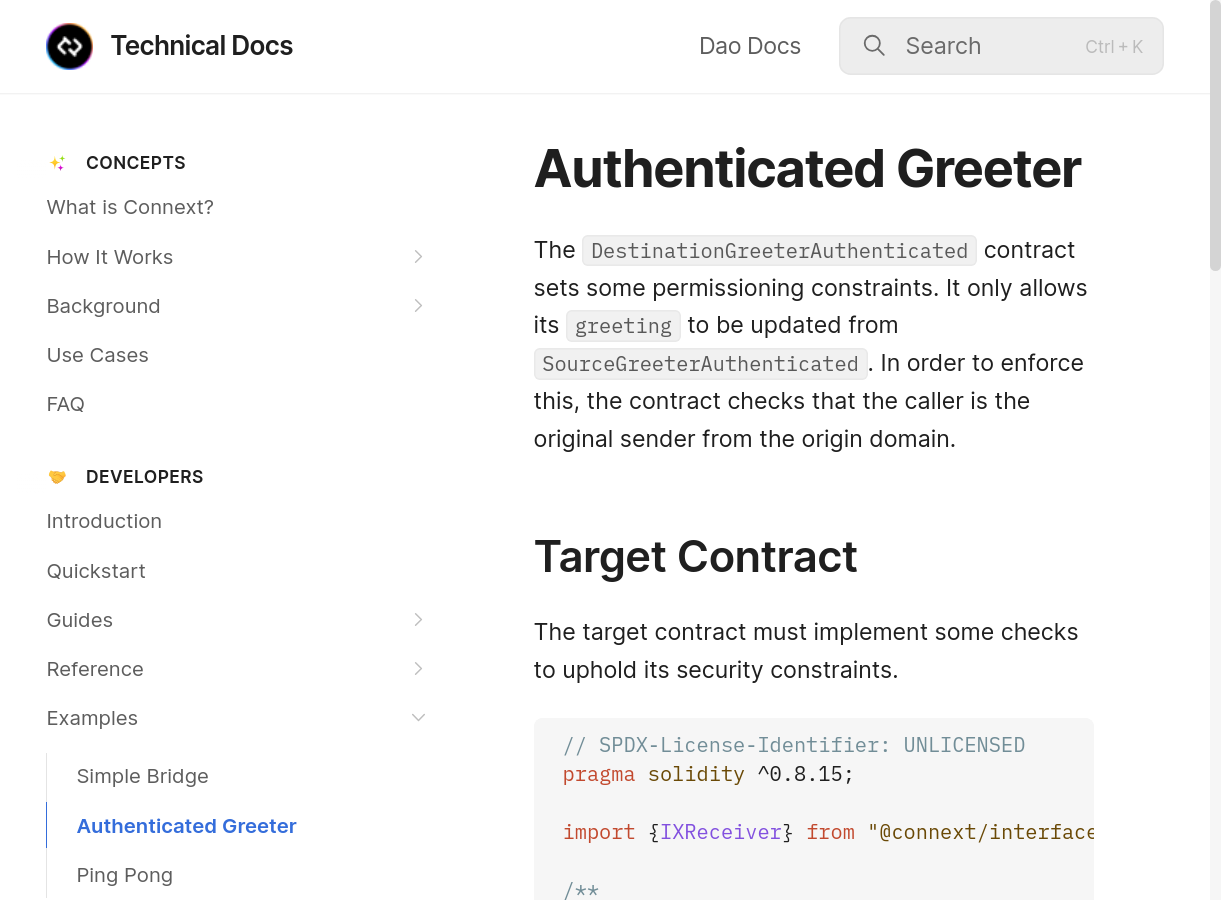 Technical Docs
Dao Docs
Search
Ctrl + K
CONCEPTS
What is Connext?
How It Works
Background
Use Cases
FAQ
DEVELOPERS
Introduction
Quickstart
Guides
Reference
Examples
Simple Bridge
Authenticated Greeter
Ping Pong
Authenticated Greeter
The DestinationGreeterAuthenticated contract
sets some permissioning constraints. It only allows
its greeting to be updated from
SourceGreeterAuthenticated. In order to enforce
this, the contract checks that the caller is the
original sender from the origin domain.
Target Contract
The target contract must implement some checks
to uphold its security constraints.
// SPDX-License-Identifier: UNLICENSED
pragma solidity ^0.8.15;
import {IXReceiver} from "@connext/interface
/**